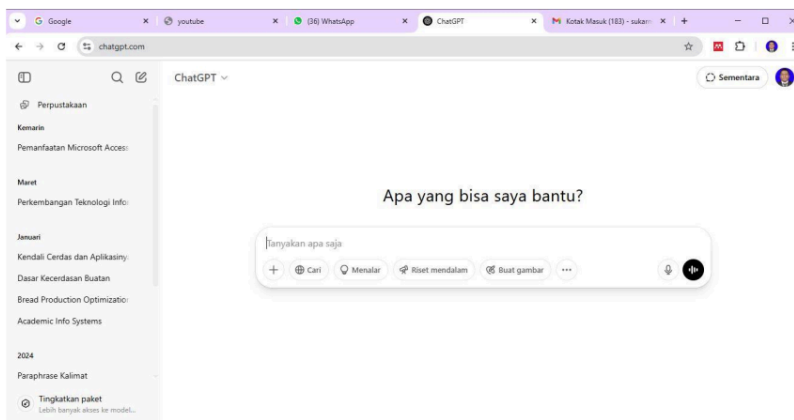 Google
youtube
(36) WhatsApp
ChatGPT
Kotak Masuk (183) - sukam
chatgpt.com
ChatGPT
Sementara
Perpustakaan
Kemarin
Pemanfaatan Microsoft Access
Maret
Perkembangan Teknologi Infor
Januari
Kendali Cerdas dan Aplikasiny
Dasar Kecerdasan Buatan
Bread Production Optimization
Academic Info Systems
2024
Paraphrase Kalimat
Tingkatkan paket
Lebih banyak akses ke model...
Apa yang bisa saya bantu?
Tanyakan apa saja
Cari
Menalar
Riset mendalam
Buat gambar